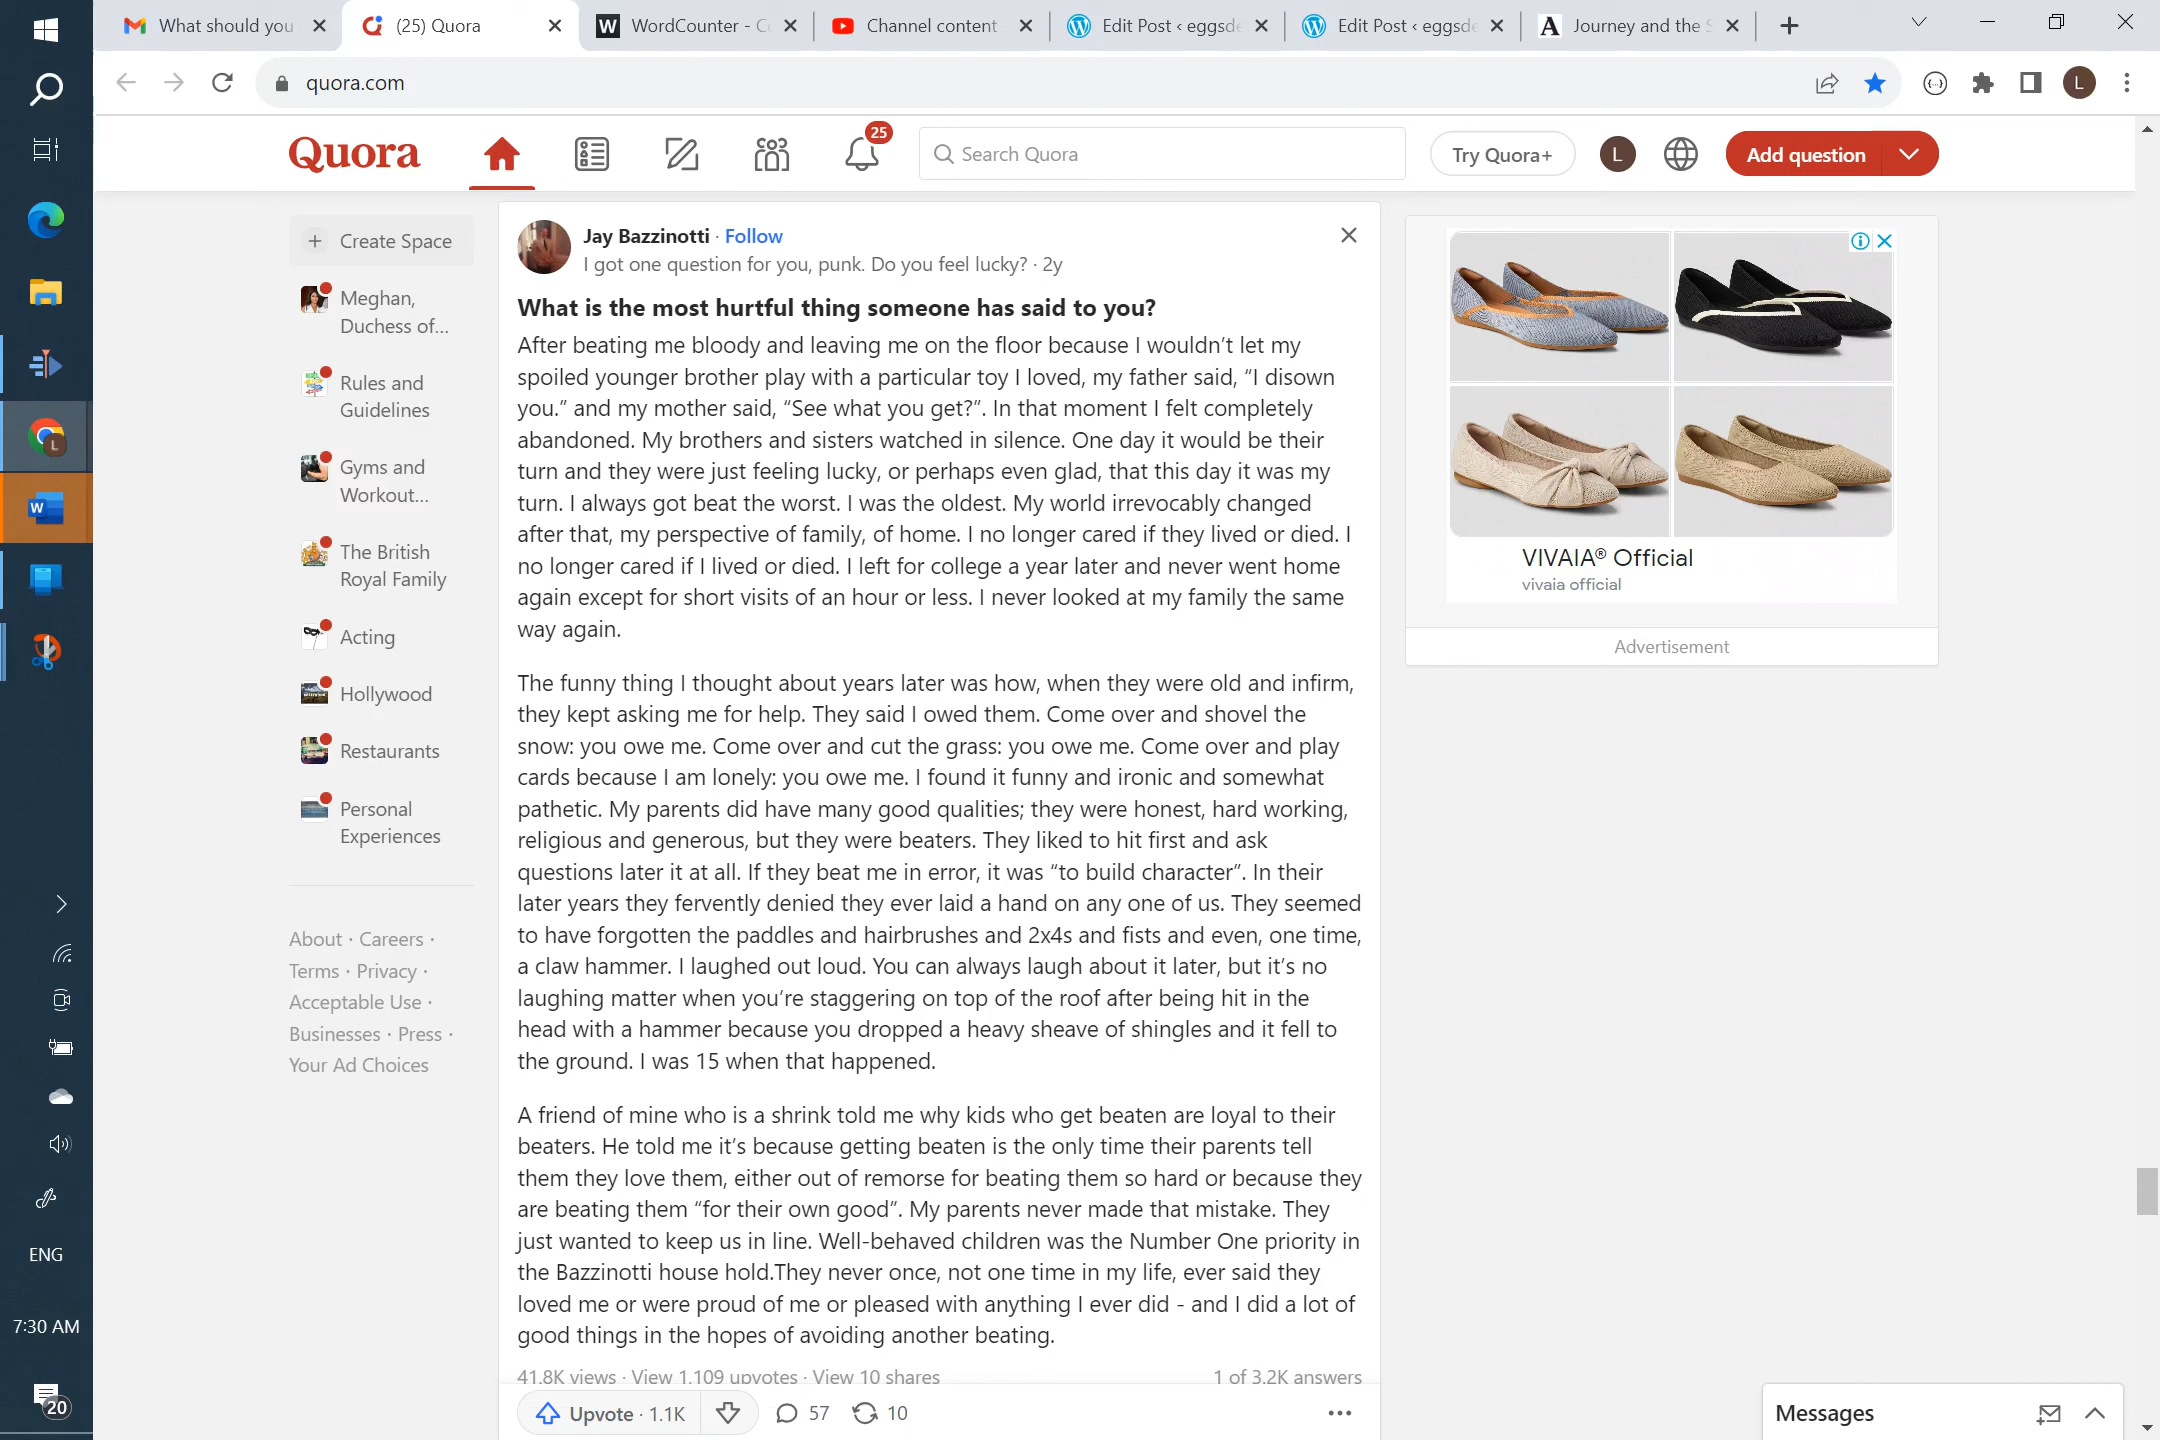 What should you
(25) Quora
WordCounter - Co
Channel content
Edit Post ‹ eggsde
Edit Post ‹ eggsde
Journey and the S
quora.com
L
Quora
25
Search Quora
Try Quora+
L
Add question
Create Space
Meghan,
Duchess of...
Rules and
Guidelines
Gyms and
Workout...
The British
Royal Family
Acting
Hollywood
Restaurants
Personal
Experiences
About · Careers ·
Terms · Privacy ·
Acceptable Use ·
Businesses · Press ·
Your Ad Choices
Jay Bazzinotti · Follow
I got one question for you, punk. Do you feel lucky? · 2y
What is the most hurtful thing someone has said to you?
After beating me bloody and leaving me on the floor because I wouldn’t let my
spoiled younger brother play with a particular toy I loved, my father said, “I disown
you.” and my mother said, “See what you get?”. In that moment I felt completely
abandoned. My brothers and sisters watched in silence. One day it would be their
turn and they were just feeling lucky, or perhaps even glad, that this day it was my
turn. I always got beat the worst. I was the oldest. My world irrevocably changed
after that, my perspective of family, of home. I no longer cared if they lived or died. I
no longer cared if I lived or died. I left for college a year later and never went home
again except for short visits of an hour or less. I never looked at my family the same
way again.
The funny thing I thought about years later was how, when they were old and infirm,
they kept asking me for help. They said I owed them. Come over and shovel the
snow: you owe me. Come over and cut the grass: you owe me. Come over and play
cards because I am lonely: you owe me. I found it funny and ironic and somewhat
pathetic. My parents did have many good qualities; they were honest, hard working,
religious and generous, but they were beaters. They liked to hit first and ask
questions later it at all. If they beat me in error, it was “to build character”. In their
later years they fervently denied they ever laid a hand on any one of us. They seemed
to have forgotten the paddles and hairbrushes and 2x4s and fists and even, one time,
a claw hammer. I laughed out loud. You can always laugh about it later, but it’s no
laughing matter when you’re staggering on top of the roof after being hit in the
head with a hammer because you dropped a heavy sheave of shingles and it fell to
the ground. I was 15 when that happened.
A friend of mine who is a shrink told me why kids who get beaten are loyal to their
beaters. He told me it’s because getting beaten is the only time their parents tell
them they love them, either out of remorse for beating them so hard or because they
are beating them “for their own good”. My parents never made that mistake. They
just wanted to keep us in line. Well-behaved children was the Number One priority in
the Bazzinotti house hold.They never once, not one time in my life, ever said they
loved me or were proud of me or pleased with anything I ever did - and I did a lot of
good things in the hopes of avoiding another beating.
41.8K views · View 1,109 upvotes · View 10 shares
1 of 3.2K answers
Upvote · 1.1K
57
10
VIVAIA® Official
vivaia official
Advertisement
Messages
ENG
7:30 AM
20